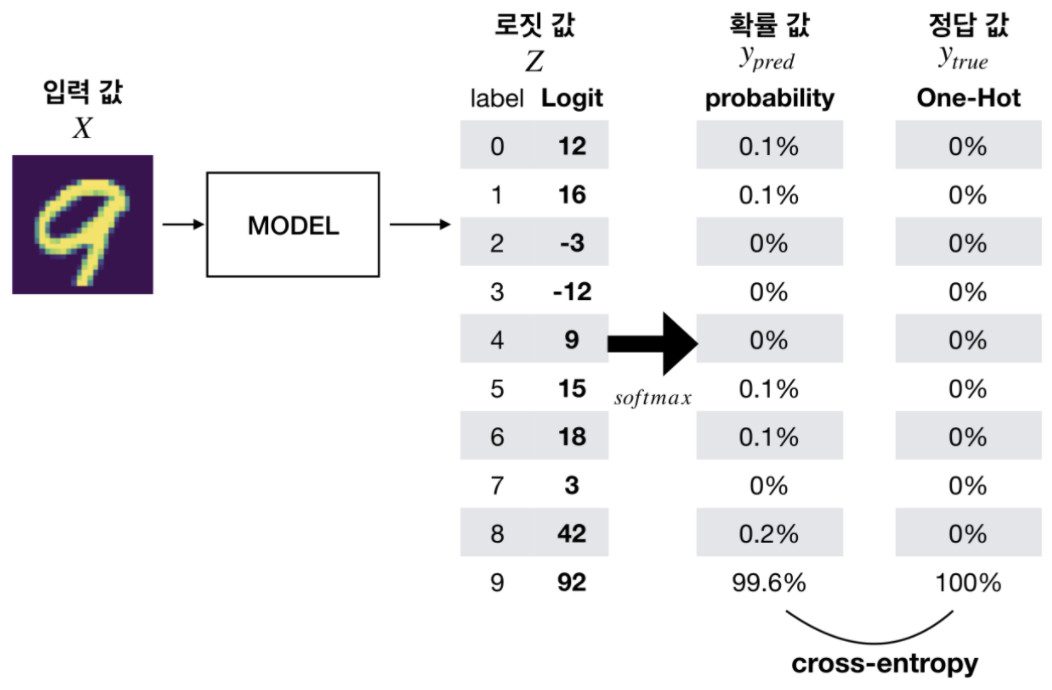 로짓 값 확률 값 정답 값
Z y_pred y_true
입력 값 label Logit probability One-Hot
X
0 12 0.1% 0%
1 16 0.1% 0%
MODEL
2 -3 0% 0%
3 -12 0% 0%
4 9 0% 0%
5 15 0.1% 0%
softmax
6 18 0.1% 0%
7 3 0% 0%
8 42 0.2% 0%
9 92 99.6% 100%
cross-entropy